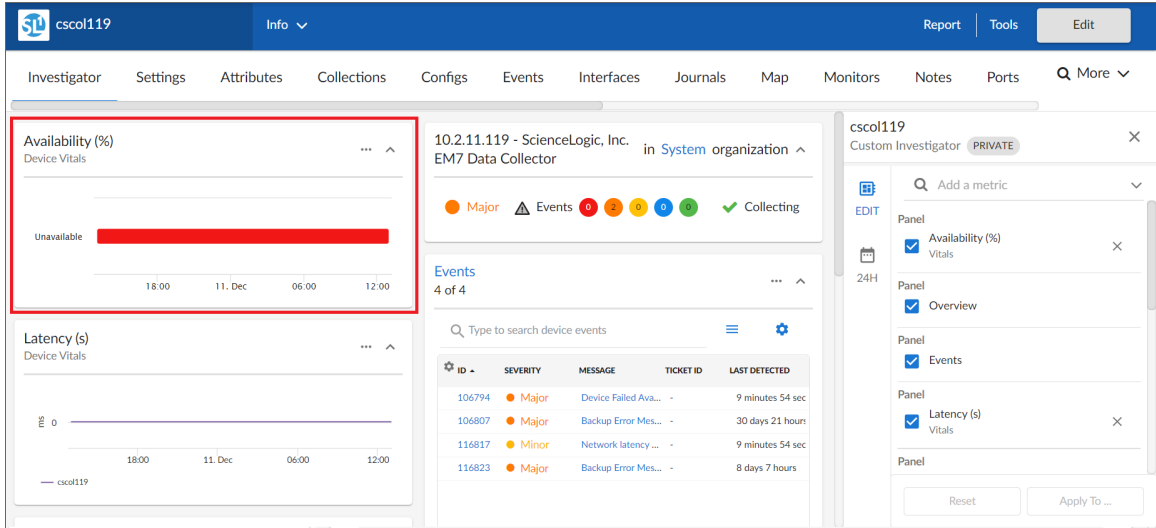 SL cscol119
Info
Report
Tools
Edit
Investigator Settings Attributes Collections Configs Events Interfaces Journals Map Monitors Notes Ports More
Availability (%)
Device Vitals
...
Unavailable
18:00 11. Dec 06:00 12:00
Latency (s)
Device Vitals
...
ms
0
18:00 11. Dec 06:00 12:00
cscol119
10.2.11.119 - ScienceLogic, Inc.
EM7 Data Collector
in System organization
Major Events 0 2 0 0 0 Collecting
Events
4 of 4
...
Type to search device events
ID SEVERITY MESSAGE TICKET ID LAST DETECTED
106794 Major Device Failed Ava... - 9 minutes 54 sec
106807 Major Backup Error Mes... - 30 days 21 hours
116817 Minor Network latency ... - 9 minutes 54 sec
116823 Major Backup Error Mes... - 8 days 7 hours
cscol119
Custom Investigator PRIVATE
EDIT
24H
Add a metric
Panel
Availability (%)
Vitals
Panel
Overview
Panel
Events
Panel
Latency (s)
Vitals
Panel
Reset
Apply To ...